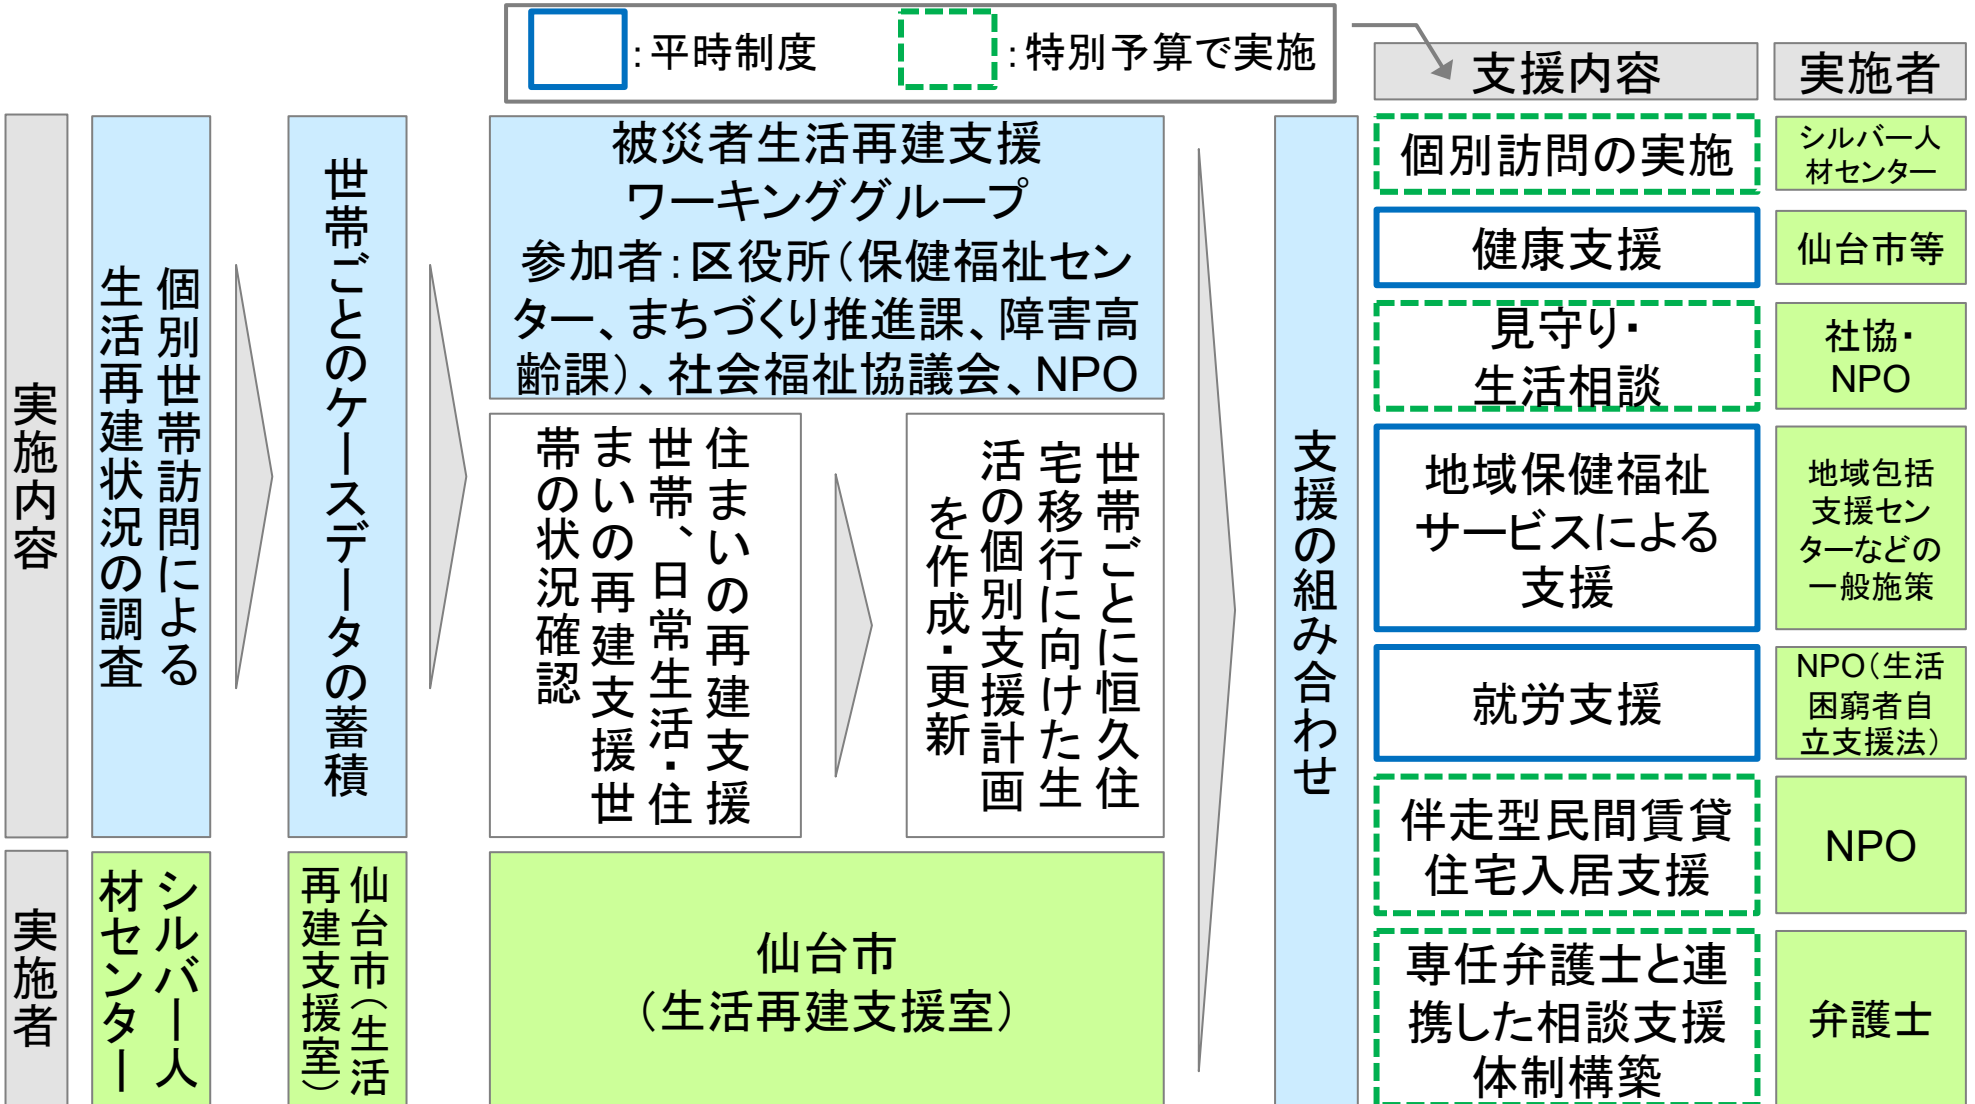 :平時制度
:特別予算で実施
支援内容
実施者
実施内容
個別世帯訪問による
生活再建状況の調査
世帯ごとのケースデータの蓄積
被災者生活再建支援
ワーキンググループ
参加者:区役所(保健福祉セン
ター、まちづくり推進課、障害高
齢課)、社会福祉協議会、NPO
住まいの再建支援
世帯、日常生活・住
まいの再建支援世
帯の状況確認
世帯ごとに恒久住
宅移行に向けた生
活の個別支援計画
を作成・更新
支援の組み合わせ
個別訪問の実施
シルバー人
材センター
健康支援
仙台市等
見守り・
生活相談
社協・
NPO
地域保健福祉
サービスによる
支援
地域包括
支援セン
ターなどの
一般施策
就労支援
NPO(生活
困窮者自
立支援法)
伴走型民間賃貸
住宅入居支援
NPO
専任弁護士と連
携した相談支援
体制構築
弁護士
実施者
シルバー人
材センター
仙台市(生活
再建支援室)
仙台市
(生活再建支援室)